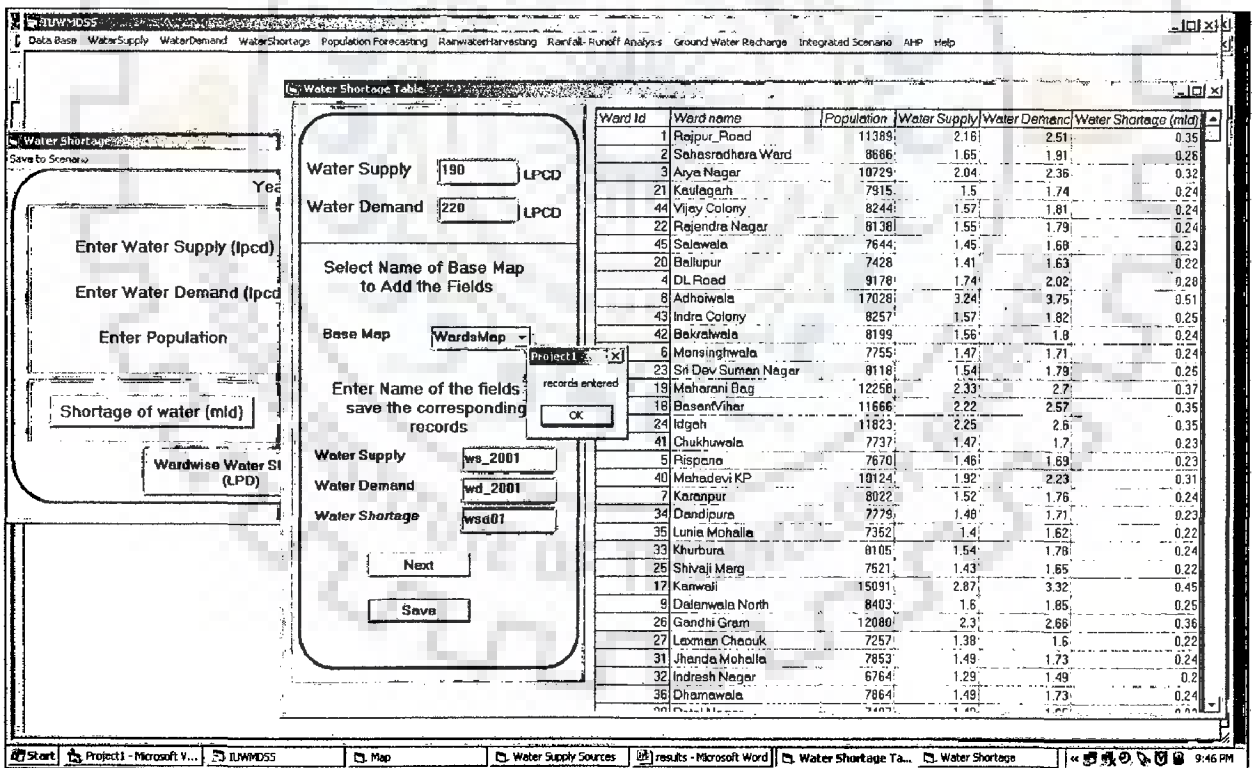 IUWMDSS
Data Base WaterSupply WaterDemand WaterShortage Population Forecasting RainwaterHarvesting Rainfall-Runoff Analysis Ground Water Recharge Integrated Scenario AHP Help
Water Shortage
Save to Scenario
Enter Water Supply (lpcd)
Enter Water Demand (lpcd
Enter Population
Shortage of water (mld)
Wardwise Water
(LPD)
Water Shortage Table
Water Supply 190 LPCD
Water Demand 220 LPCD
Select Name of Base Map
to Add the Fields
Base Map WardsMap
Enter Name of the fields
save the corresponding
records
Water Supply ws_2001
Water Demand wd_2001
Water Shortage wsd01
Next
Save
Project1
records entered
OK
Ward Id Ward name Population Water Supply Water Demand Water Shortage (mld)
1 Rajpur_Road 11389 2.16 2.51 0.35
2 Sahasradhara Ward 8686 1.65 1.91 0.26
3 Arya Nagar 10729 2.04 2.36 0.32
21 Kaulagarh 7915 1.5 1.74 0.24
44 Vijay Colony 8244 1.57 1.81 0.24
22 Rajendra Nagar 8138 1.55 1.79 0.24
45 Salawala 7644 1.45 1.68 0.23
20 Ballupur 7428 1.41 1.63 0.22
4 DL Road 9178 1.74 2.02 0.28
8 Adhoiwala 17028 3.24 3.75 0.51
43 Indra Colony 8257 1.57 1.82 0.25
42 Bakralwala 8199 1.56 1.8 0.24
6 Mansinghwala 7755 1.47 1.71 0.24
23 Sri Dev Suman Nagar 8118 1.54 1.79 0.25
19 Maharani Bag 12258 2.33 2.7 0.37
18 BasantVihar 11666 2.22 2.57 0.35
24 Idgah 11823 2.25 2.6 0.35
41 Chukhuwala 7737 1.47 1.7 0.23
5 Rispana 7670 1.46 1.69 0.23
40 Mahadevi KP 10124 1.92 2.23 0.31
7 Karanpur 8022 1.52 1.76 0.24
34 Dandipura 7779 1.48 1.71 0.23
35 Lunia Mohalla 7352 1.4 1.62 0.22
33 Khurbura 8105 1.54 1.78 0.24
25 Shivaji Marg 7521 1.43 1.65 0.22
17 Kanwali 15091 2.87 3.32 0.45
9 Dalanwala North 8403 1.6 1.85 0.25
26 Gandhi Gram 12080 2.3 2.66 0.36
27 Laxman Chaouk 7257 1.38 1.6 0.22
31 Jhanda Mohalla 7853 1.49 1.73 0.24
32 Indresh Nagar 6764 1.29 1.49 0.2
36 Dhamawala 7864 1.49 1.73 0.24
Start Project1 - Microsoft V... IUWMDSS Map Water Supply Sources results - Microsoft Word Water Shortage Ta... Water Shortage 9:46 PM